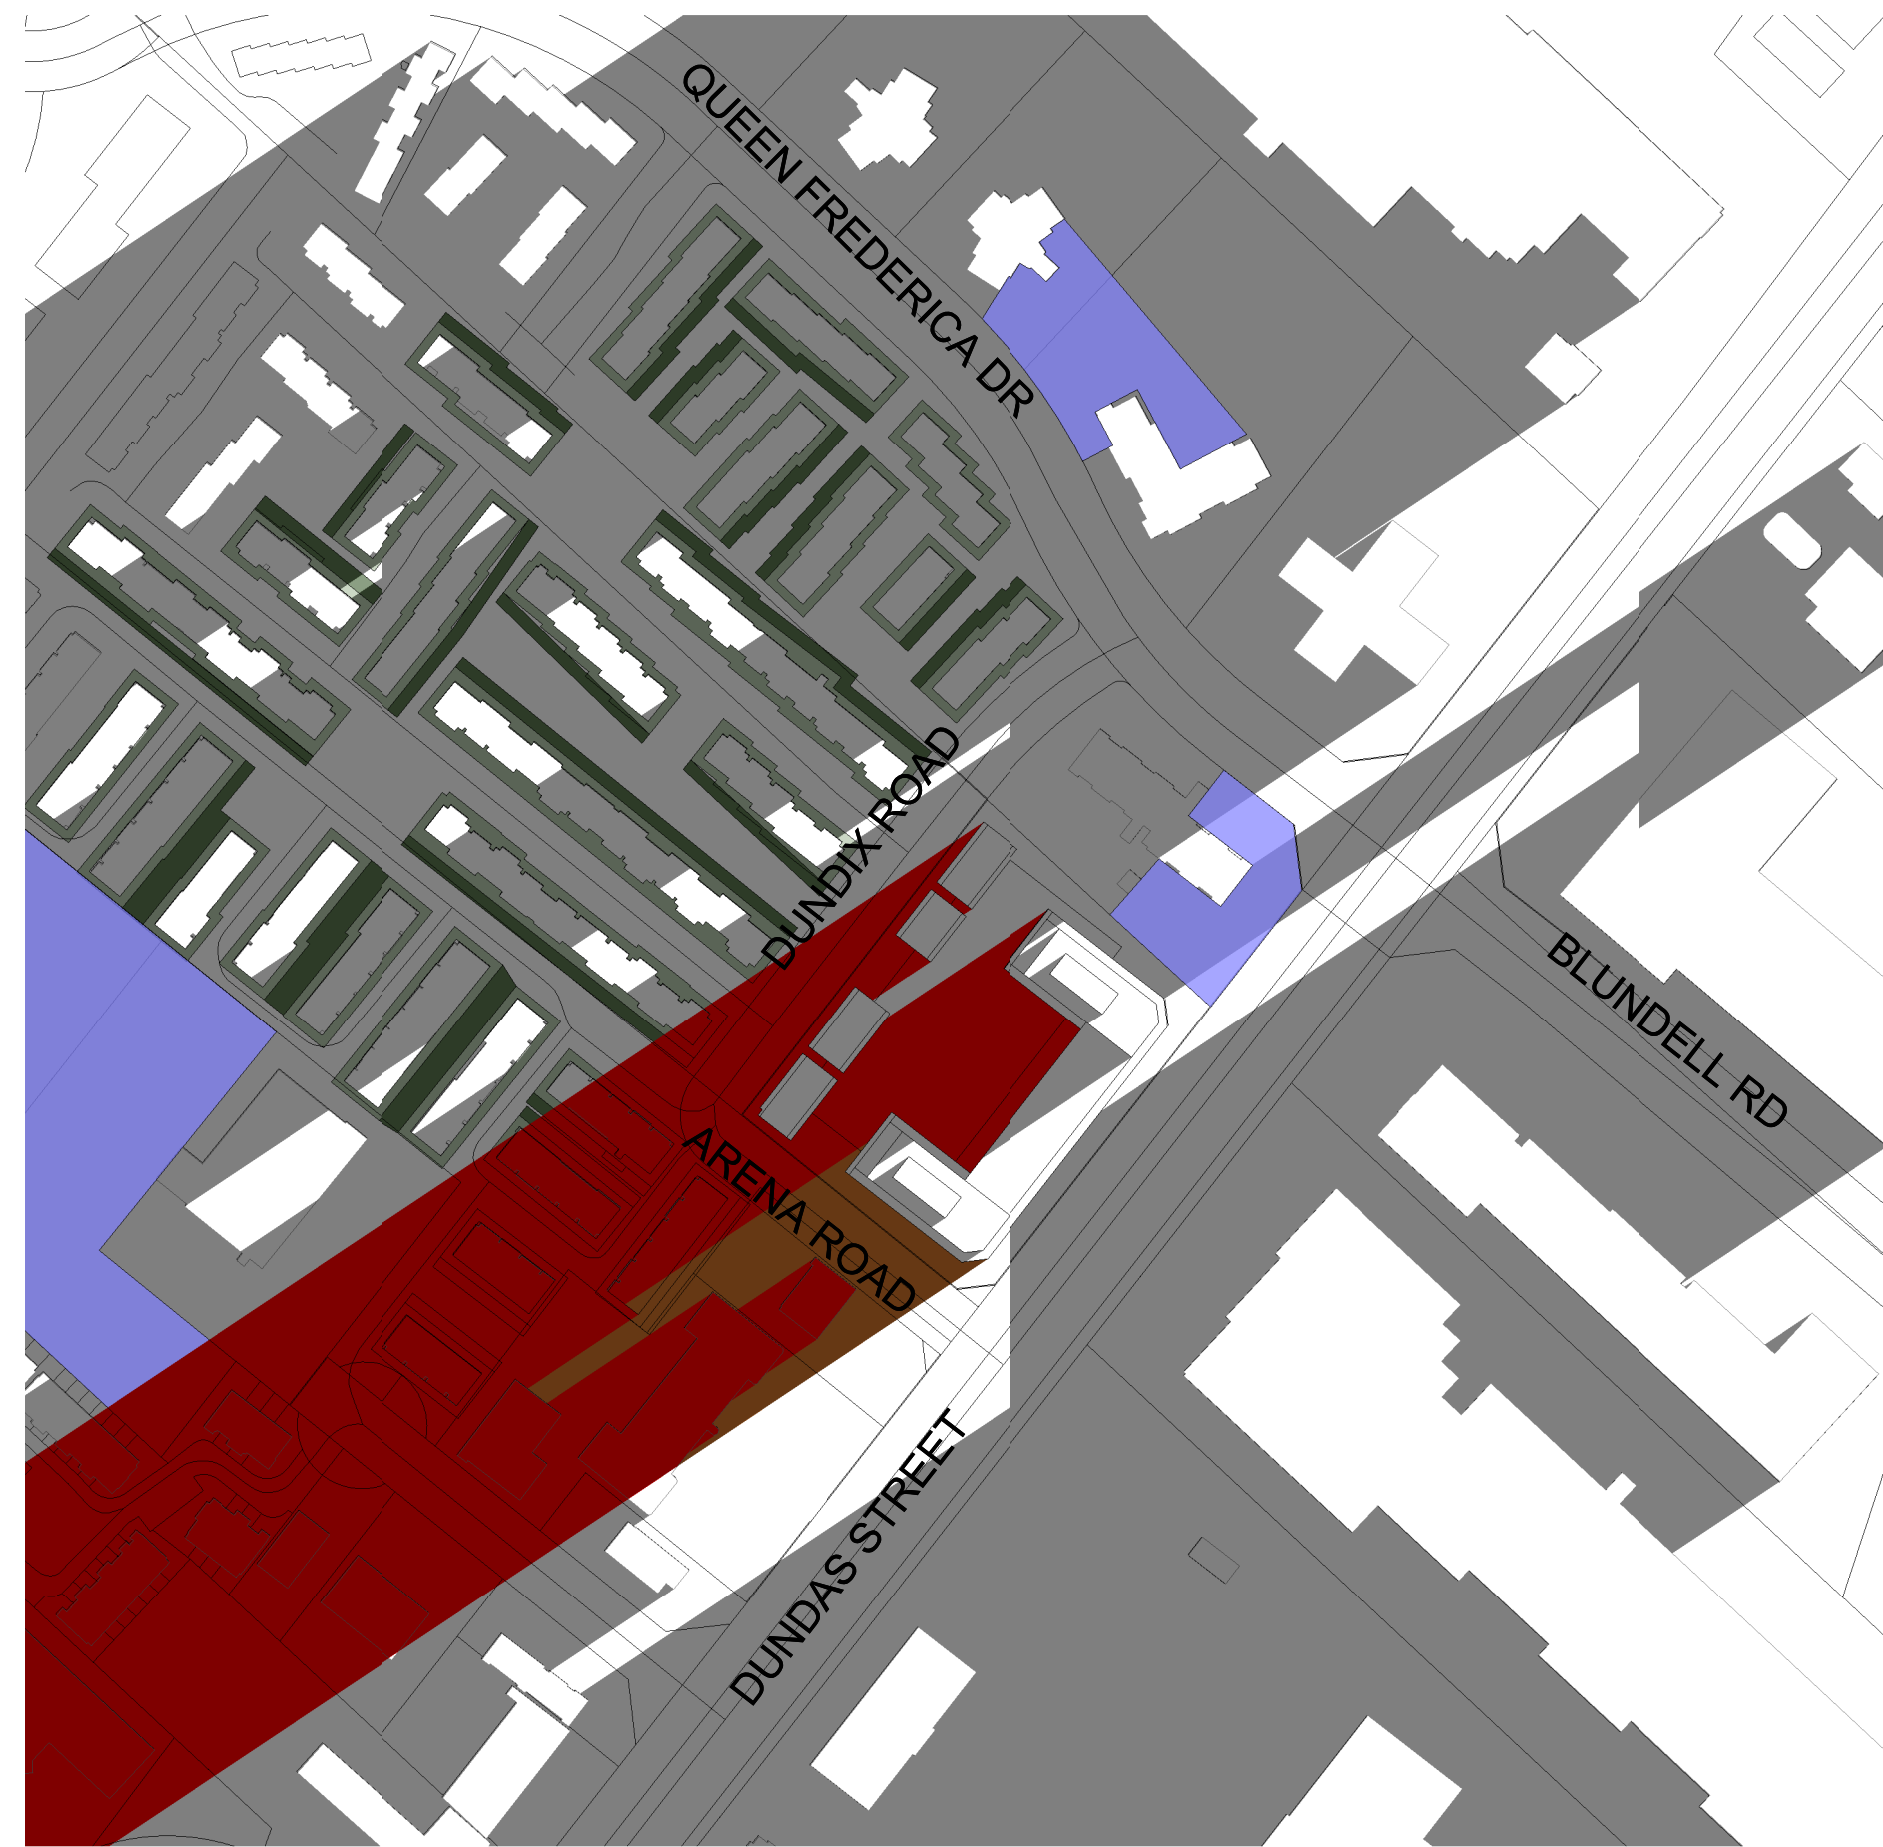 QUEEN FREDERICA DR
DUNDIX ROAD
BLUNDELL RD
ARENA ROAD
DUNDAS STREET